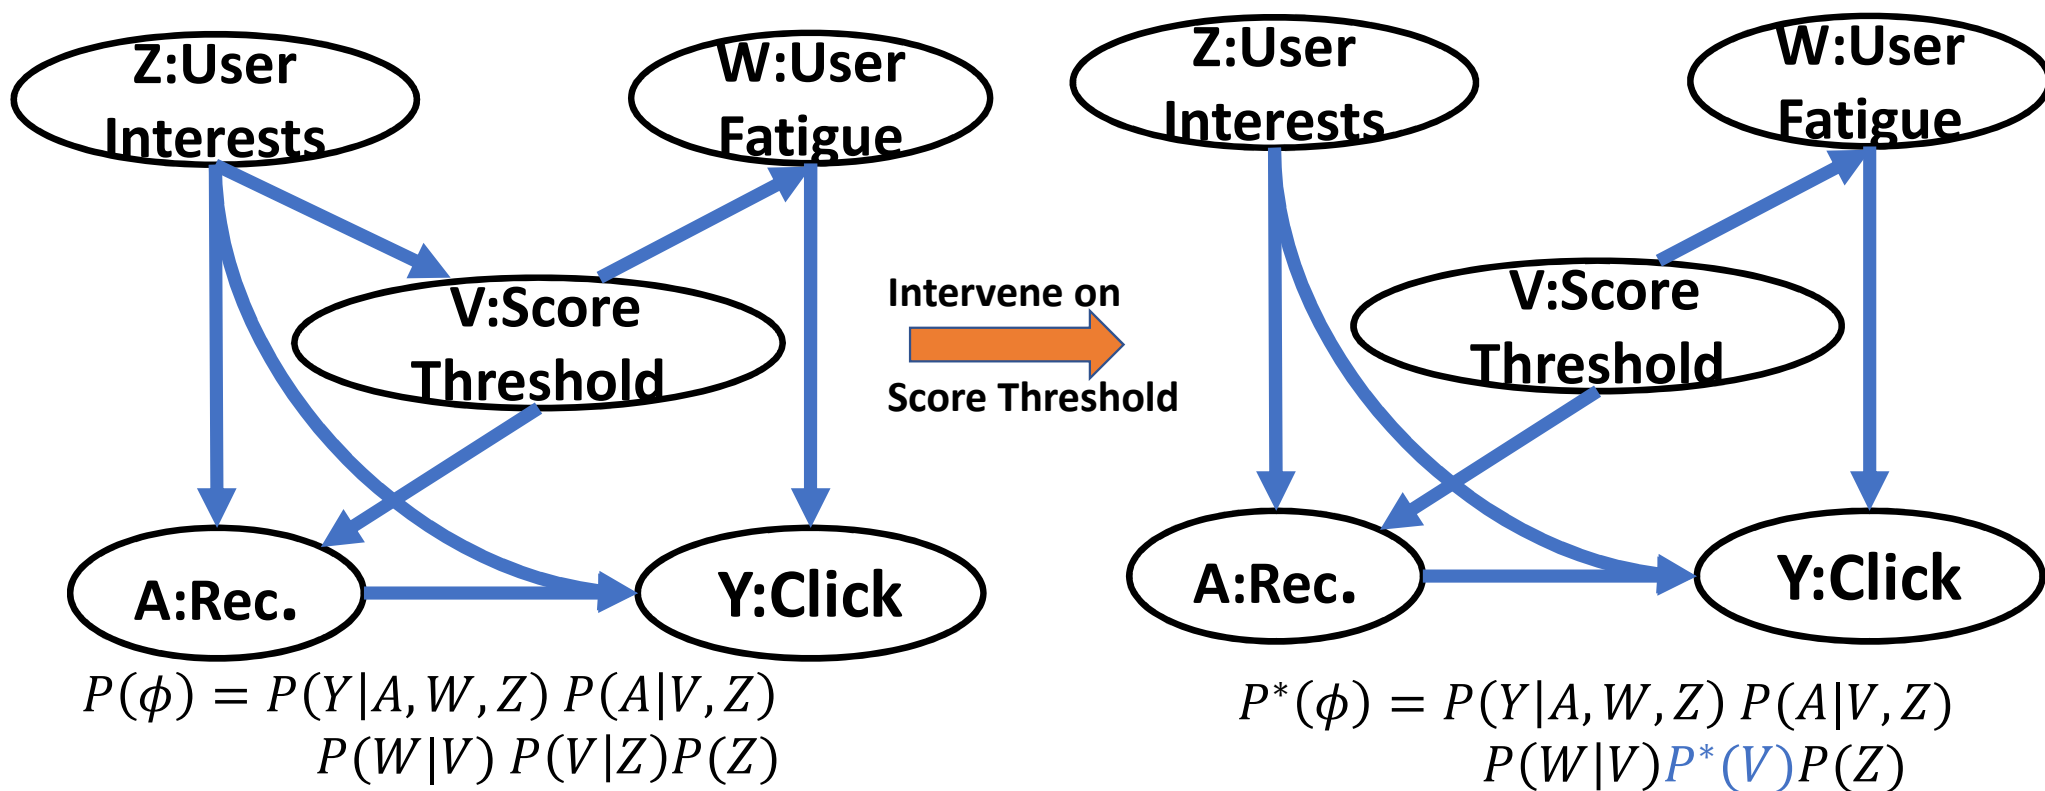 Z:User
Interests
W:User
Fatigue
V:Score
Threshold
A:Rec.
Y:Click
P(ϕ) = P(Y|A, W, Z) P(A|V, Z)
P(W|V) P(V|Z)P(Z)
Intervene on
Score Threshold
Z:User
Interests
W:User
Fatigue
V:Score
Threshold
A:Rec.
Y:Click
P*(ϕ) = P(Y|A, W, Z) P(A|V, Z)
P(W|V)P*(V)P(Z)